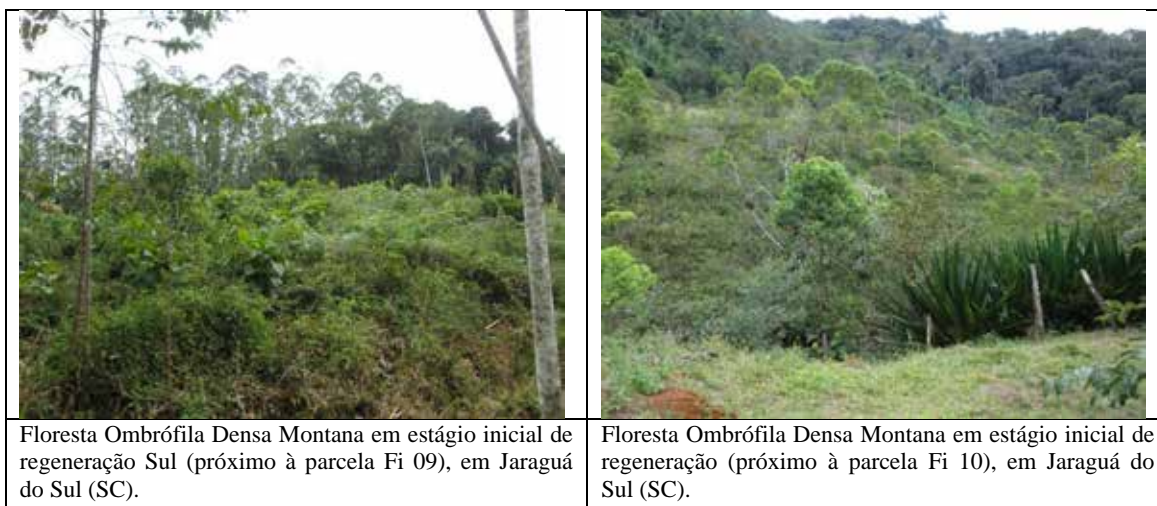 Floresta Ombrófila Densa Montana em estágio inicial de
regeneração Sul (próximo à parcela Fi 09), em Jaraguá
do Sul (SC).
Floresta Ombrófila Densa Montana em estágio inicial de
regeneração (próximo à parcela Fi 10), em Jaraguá do
Sul (SC).